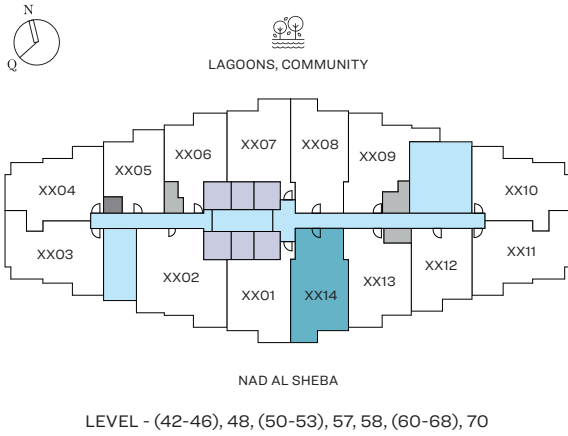 N
Q
LAGOONS, COMMUNITY
XX07
XX08
XX06
XX09
XX05
XX04
XX10
XX03
XX11
XX12
XX02
XX13
XX01
XX14
NAD AL SHEBA
LEVEL - (42-46), 48, (50-53), 57, 58, (60-68), 70